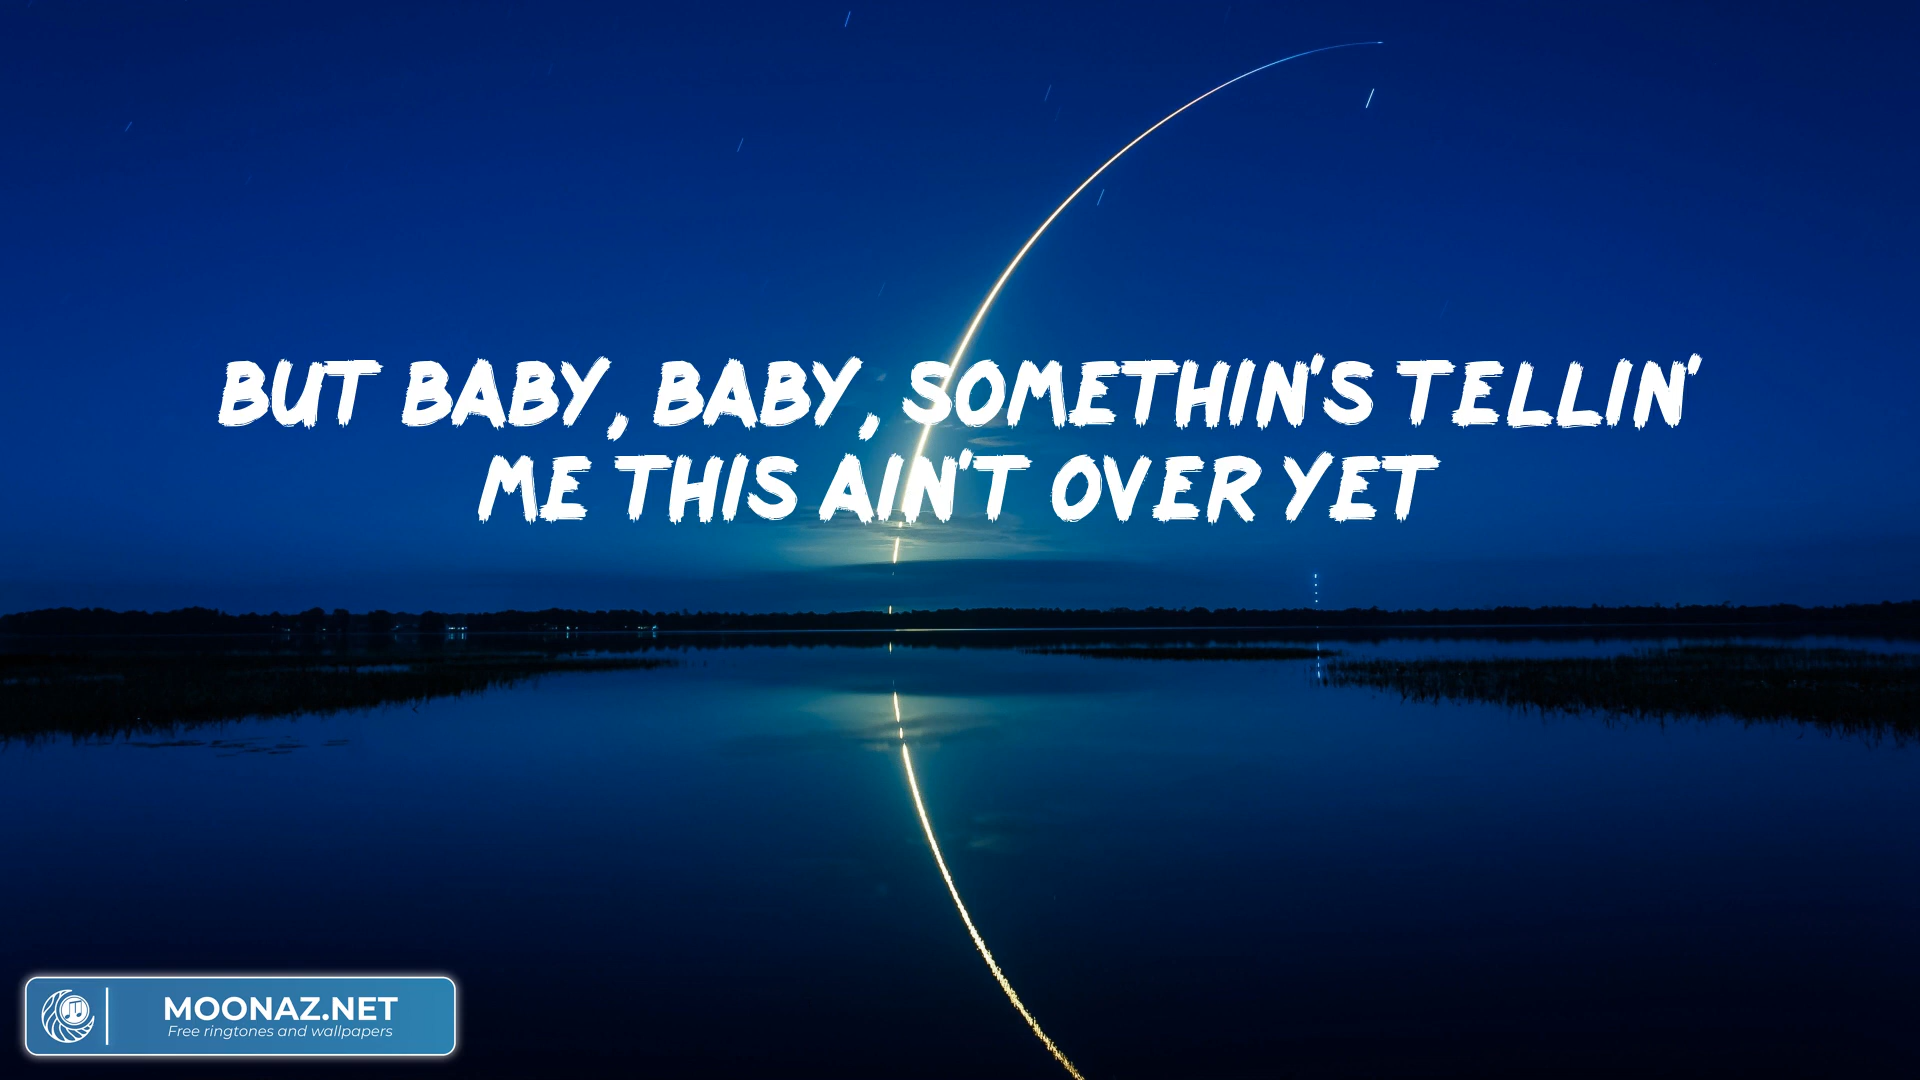 BUT BABY, BABY, SOMETHIN'S TELLIN'
ME THIS AIN'T OVER YET
MOONAZ.NET
Free ringtones and wallpapers